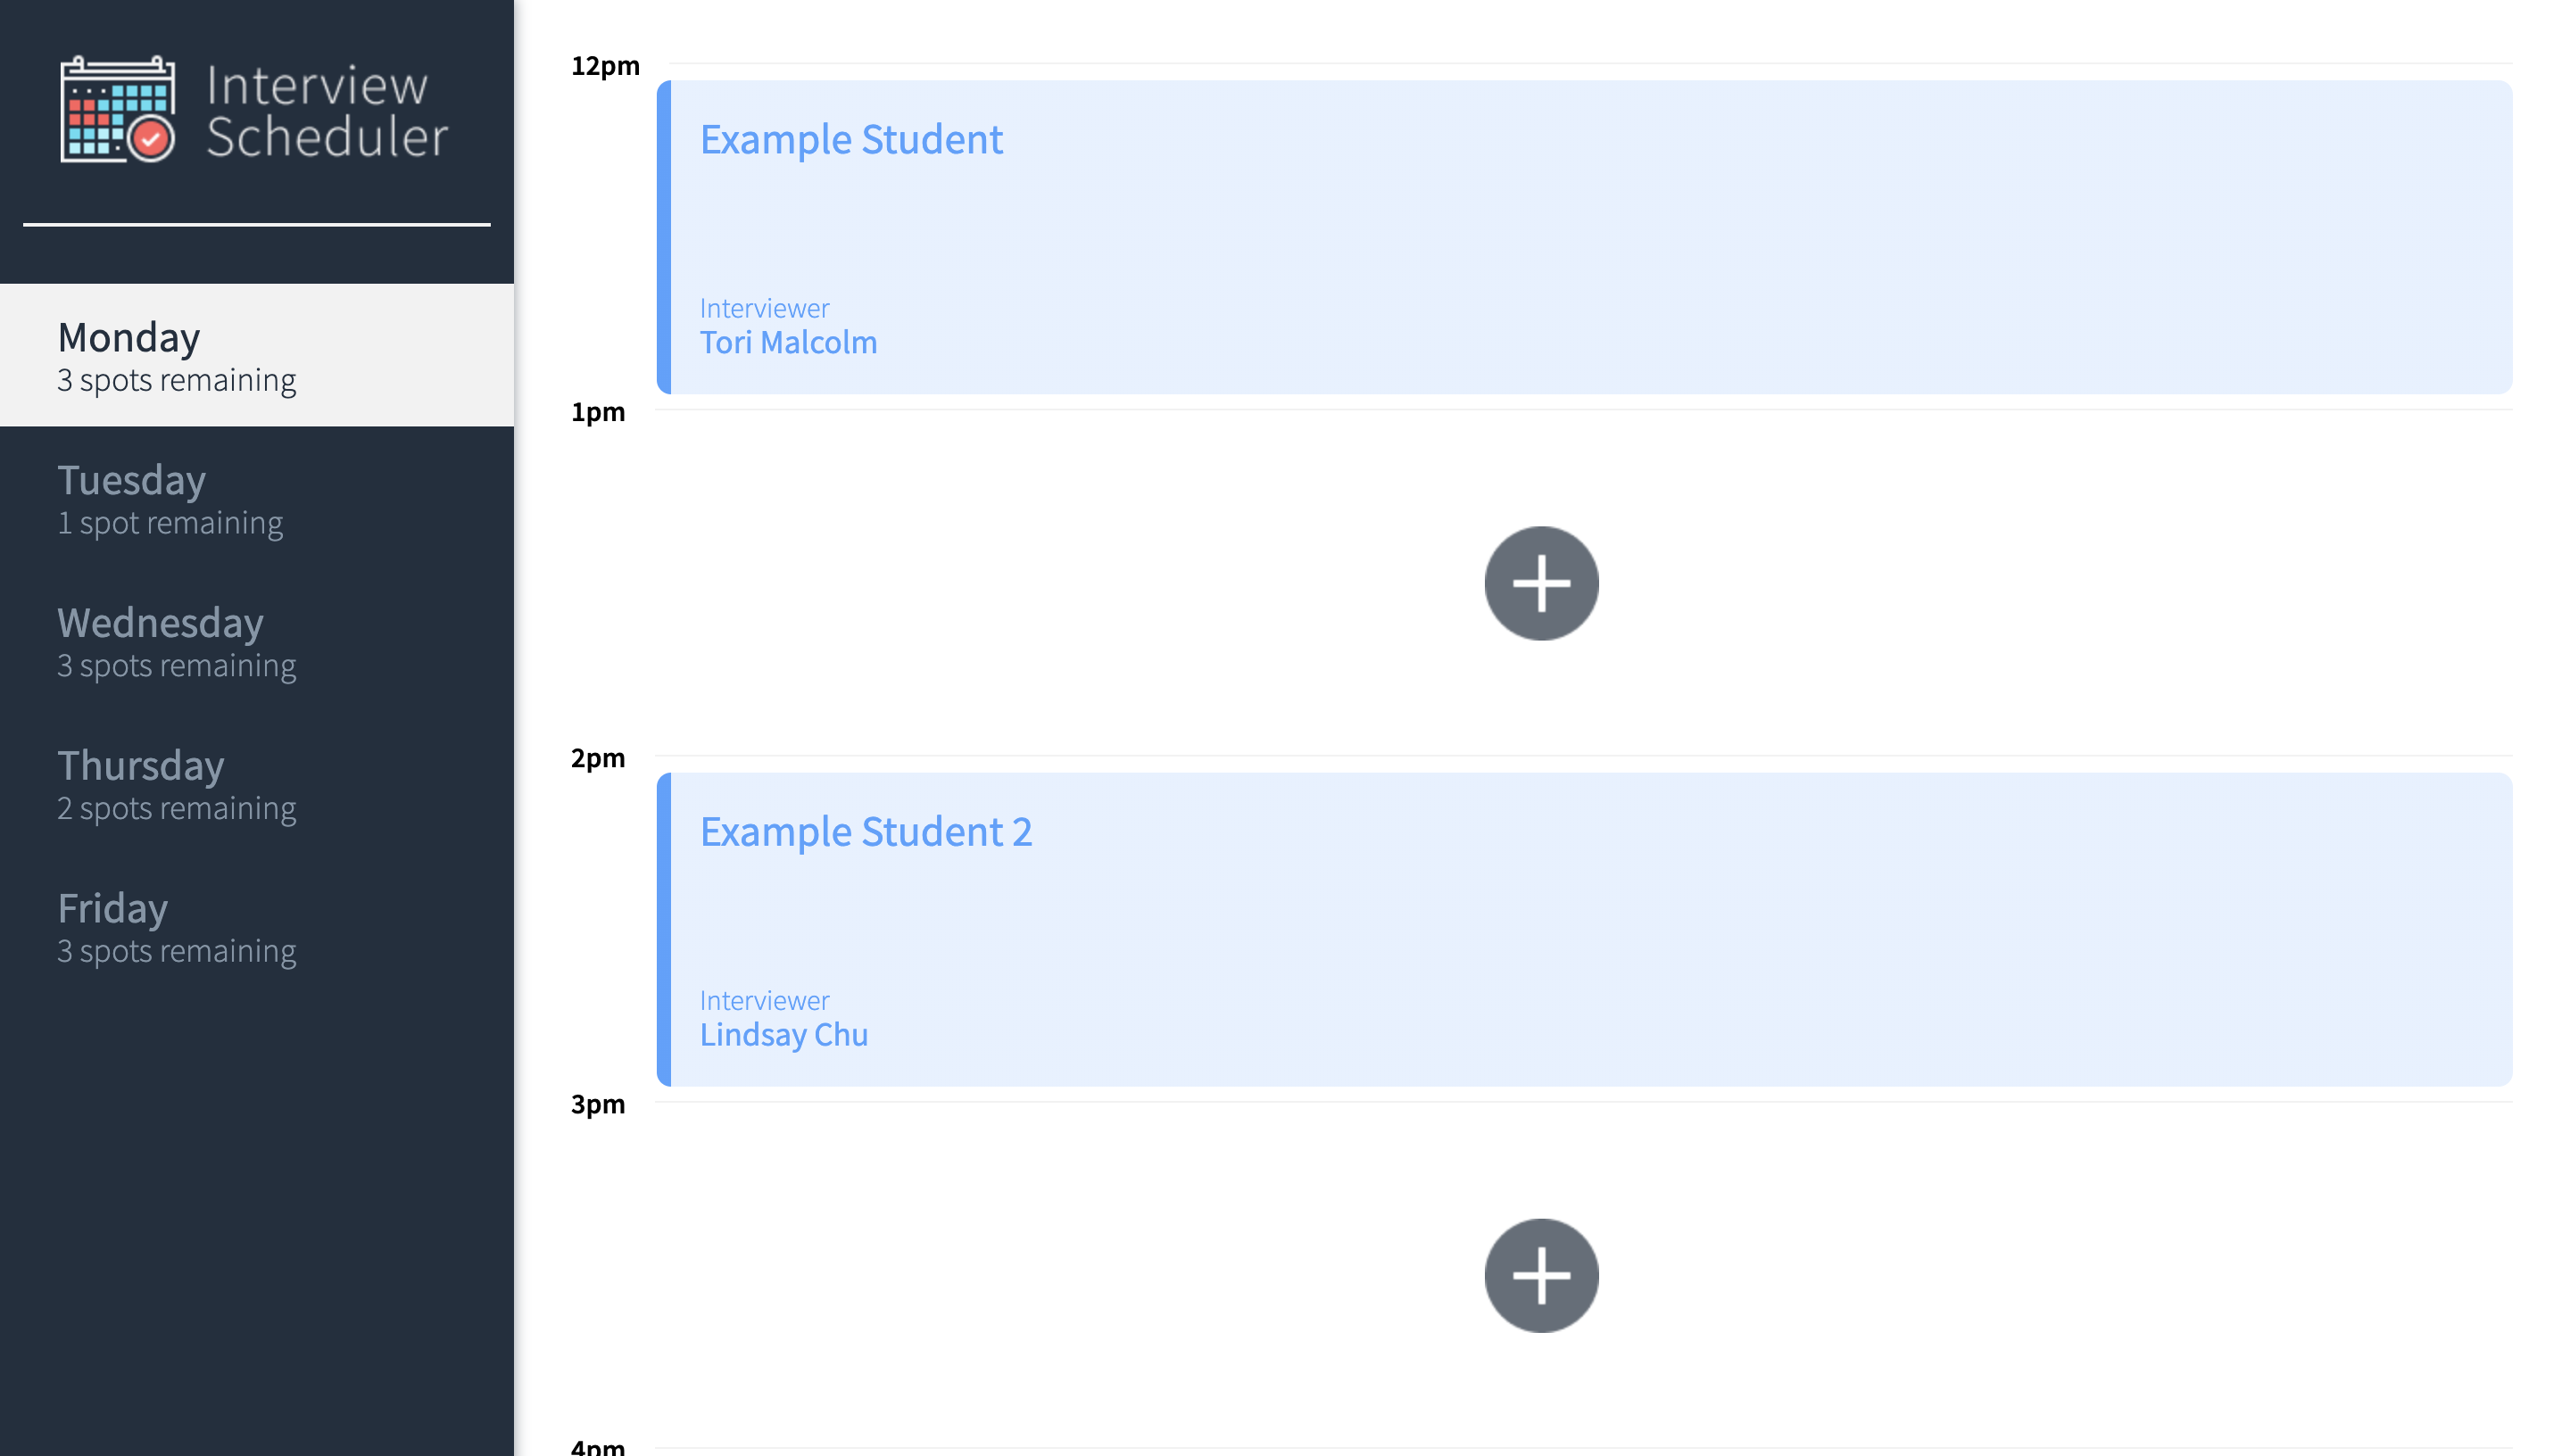 Interview
Scheduler
Monday
3 spots remaining
Tuesday
1 spot remaining
Wednesday
3 spots remaining
Thursday
2 spots remaining
Friday
3 spots remaining
12pm
Example Student
Interviewer
Tori Malcolm
1pm
2pm
Example Student 2
Interviewer
Lindsay Chu
3pm
4pm